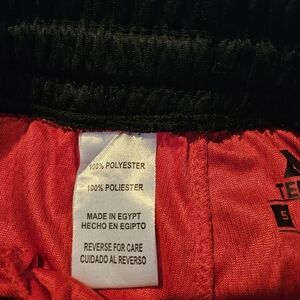 100% POLYESTER
100% POLIESTER
MADE IN EGYPT
HECHO EN EGIPTO
REVERSE FOR CARE
CUIDADO AL REVERSO